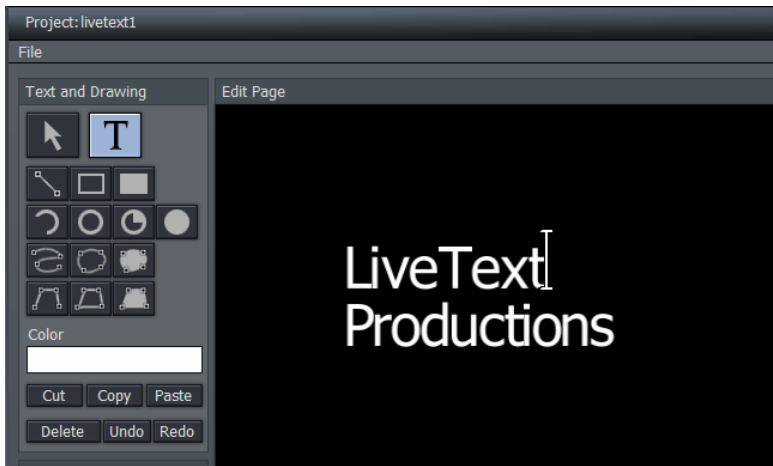 Project:livetext1
File
Text and Drawing
Edit Page
T
LiveText
Productions
Color
Cut Copy Paste
Delete Undo Redo